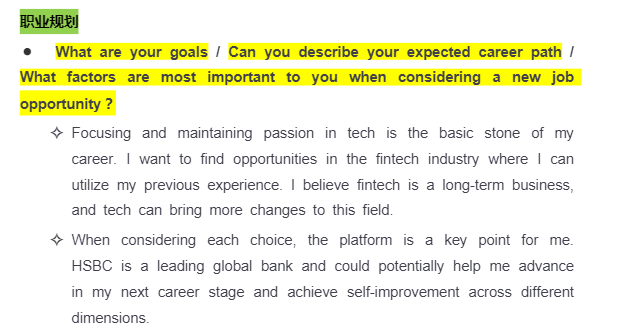 职业规划
● What are your goals / Can you describe your expected career path /
What factors are most important to you when considering a new job
opportunity ?
✧ Focusing and maintaining passion in tech is the basic stone of my
career. I want to find opportunities in the fintech industry where I can
utilize my previous experience. I believe fintech is a long-term business,
and tech can bring more changes to this field.
✧ When considering each choice, the platform is a key point for me.
HSBC is a leading global bank and could potentially help me advance
in my next career stage and achieve self-improvement across different
dimensions.